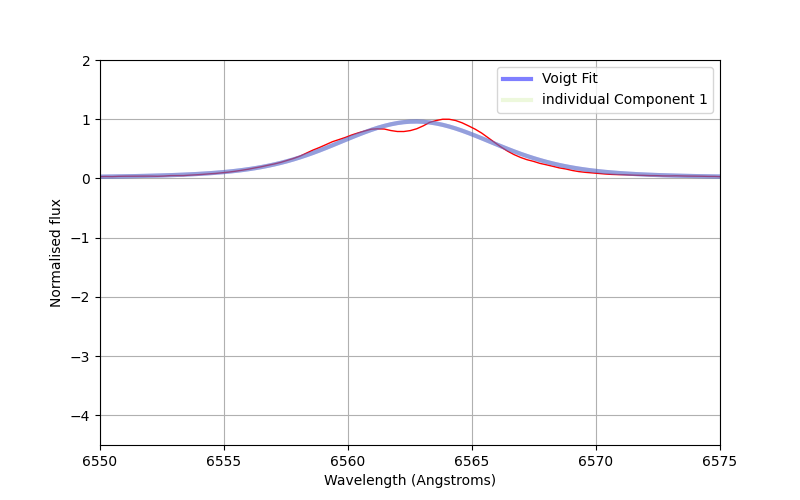 Voigt Fit
individual Component 1
2
1
0
−1
−2
−3
−4
Normalised flux
6550 6555 6560 6565 6570 6575
Wavelength (Angstroms)